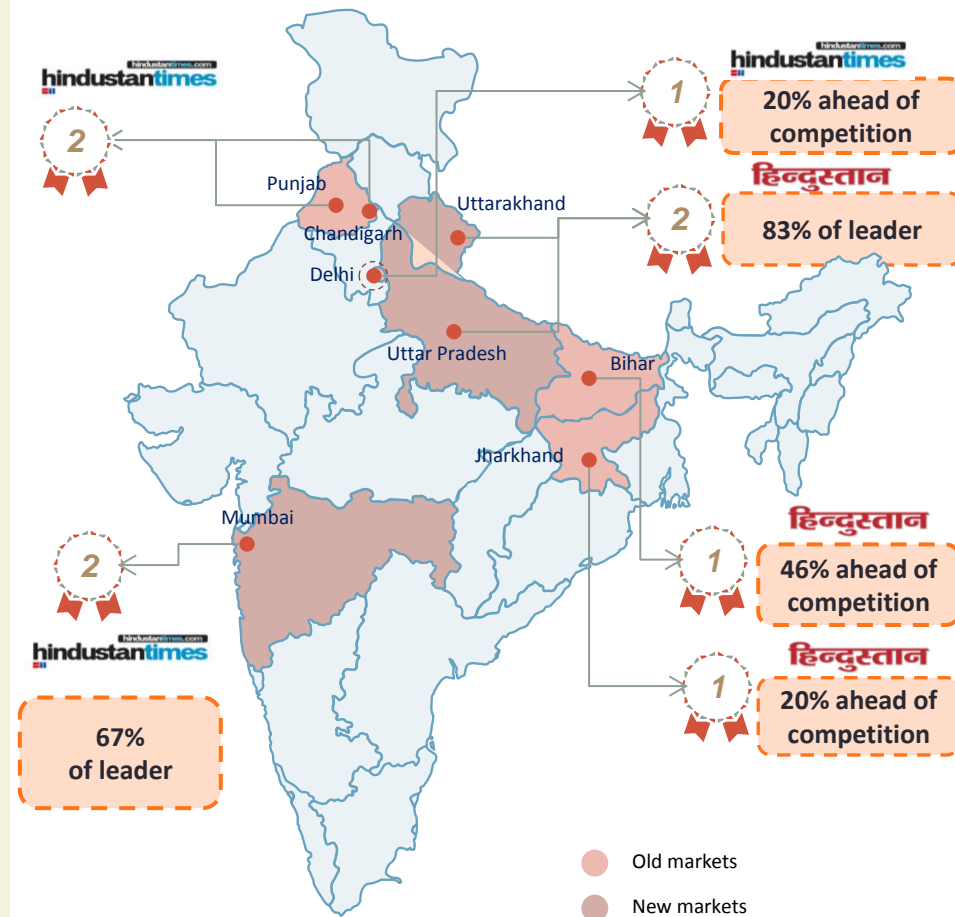 hindustantimes.com
hindustantimes
2
hindustantimes.com
hindustantimes
1
20% ahead of
competition
हिन्दुस्तान
2
83% of leader
Punjab
Chandigarh
Delhi
Uttarakhand
Uttar Pradesh
Bihar
Jharkhand
Mumbai
2
hindustantimes.com
hindustantimes
67%
of leader
हिन्दुस्तान
1
46% ahead of
competition
हिन्दुस्तान
1
20% ahead of
competition
Old markets
New markets